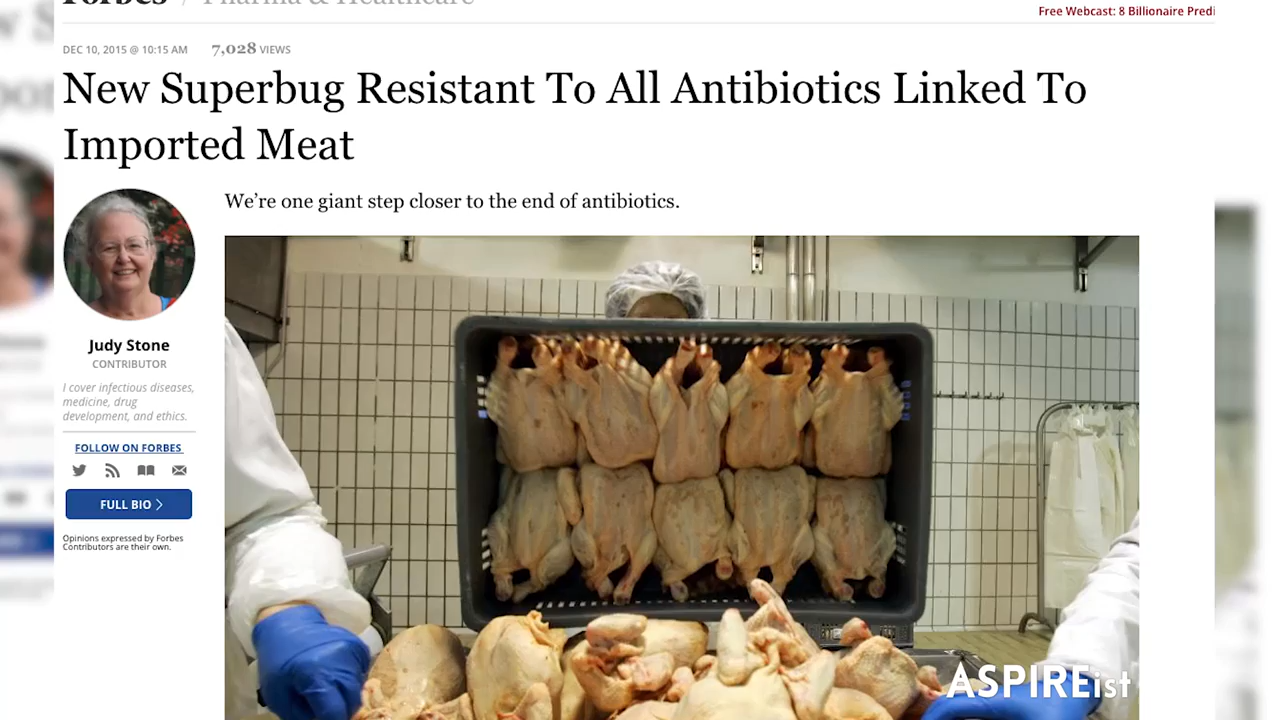 Forbes / Pharma & Healthcare
Free Webcast: 8 Billionaire Predi
DEC 10, 2015 @ 10:15 AM 7,028 VIEWS
New Superbug Resistant To All Antibiotics Linked To
Imported Meat
We're one giant step closer to the end of antibiotics.
Judy Stone
CONTRIBUTOR
I cover infectious diseases,
medicine, drug
development, and ethics.
FOLLOW ON FORBES
FULL BIO
Opinions expressed by Forbes
Contributors are their own.
ASPIREist